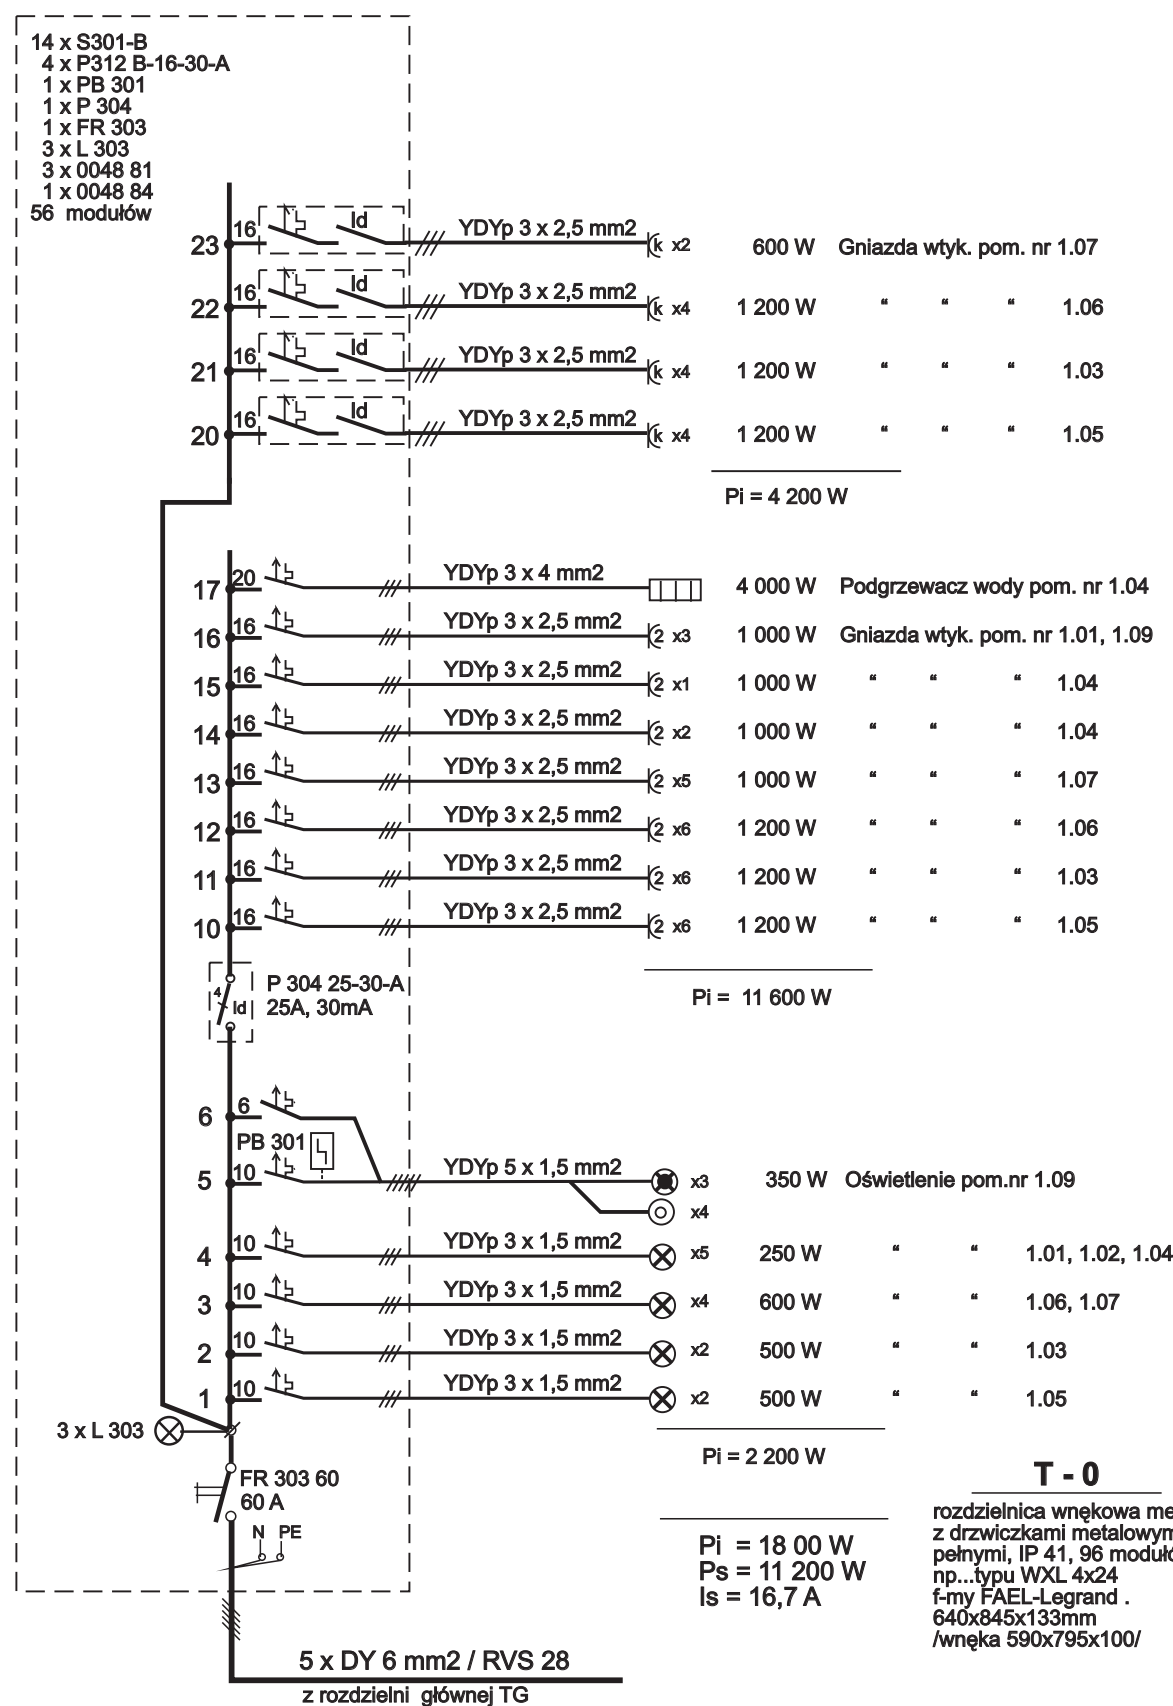 14 x S301-B
4 x P312 B-16-30-A
1 x PB 301
1 x P 304
1 x FR 303
3 x L 303
3 x 0048 81
1 x 0048 84
56 modułów
23 16 Id YDYp 3 x 2,5 mm2 k x2 600 W Gniazda wtyk. pom. nr 1.07
22 16 Id YDYp 3 x 2,5 mm2 k x4 1 200 W “ “ “ 1.06
21 16 Id YDYp 3 x 2,5 mm2 k x4 1 200 W “ “ “ 1.03
20 16 Id YDYp 3 x 2,5 mm2 k x4 1 200 W “ “ “ 1.05
Pi = 4 200 W
17 20 YDYp 3 x 4 mm2 4 000 W Podgrzewacz wody pom. nr 1.04
16 16 YDYp 3 x 2,5 mm2 2 x3 1 000 W Gniazda wtyk. pom. nr 1.01, 1.09
15 16 YDYp 3 x 2,5 mm2 2 x1 1 000 W “ “ “ 1.04
14 16 YDYp 3 x 2,5 mm2 2 x2 1 000 W “ “ “ 1.04
13 16 YDYp 3 x 2,5 mm2 2 x5 1 000 W “ “ “ 1.07
12 16 YDYp 3 x 2,5 mm2 2 x6 1 200 W “ “ “ 1.06
11 16 YDYp 3 x 2,5 mm2 2 x6 1 200 W “ “ “ 1.03
10 16 YDYp 3 x 2,5 mm2 2 x6 1 200 W “ “ “ 1.05
Pi = 11 600 W
4 Id P 304 25-30-A
25A, 30mA
6 6
PB 301
5 10 YDYp 5 x 1,5 mm2 x3 350 W Oświetlenie pom.nr 1.09
x4
4 10 YDYp 3 x 1,5 mm2 x5 250 W “ “ 1.01, 1.02, 1.04
3 10 YDYp 3 x 1,5 mm2 x4 600 W “ “ 1.06, 1.07
2 10 YDYp 3 x 1,5 mm2 x2 500 W “ “ 1.03
1 10 YDYp 3 x 1,5 mm2 x2 500 W “ “ 1.05
3 x L 303
Pi = 2 200 W
FR 303 60
60 A
N PE
Pi = 18 00 W
Ps = 11 200 W
Is = 16,7 A
T - 0
rozdzielnica wnękowa me
z drzwiczkami metalowym
pełnymi, IP 41, 96 modułó
np...typu WXL 4x24
f-my FAEL-Legrand .
640x845x133mm
/wnęka 590x795x100/
5 x DY 6 mm2 / RVS 28
z rozdzielni głównej TG